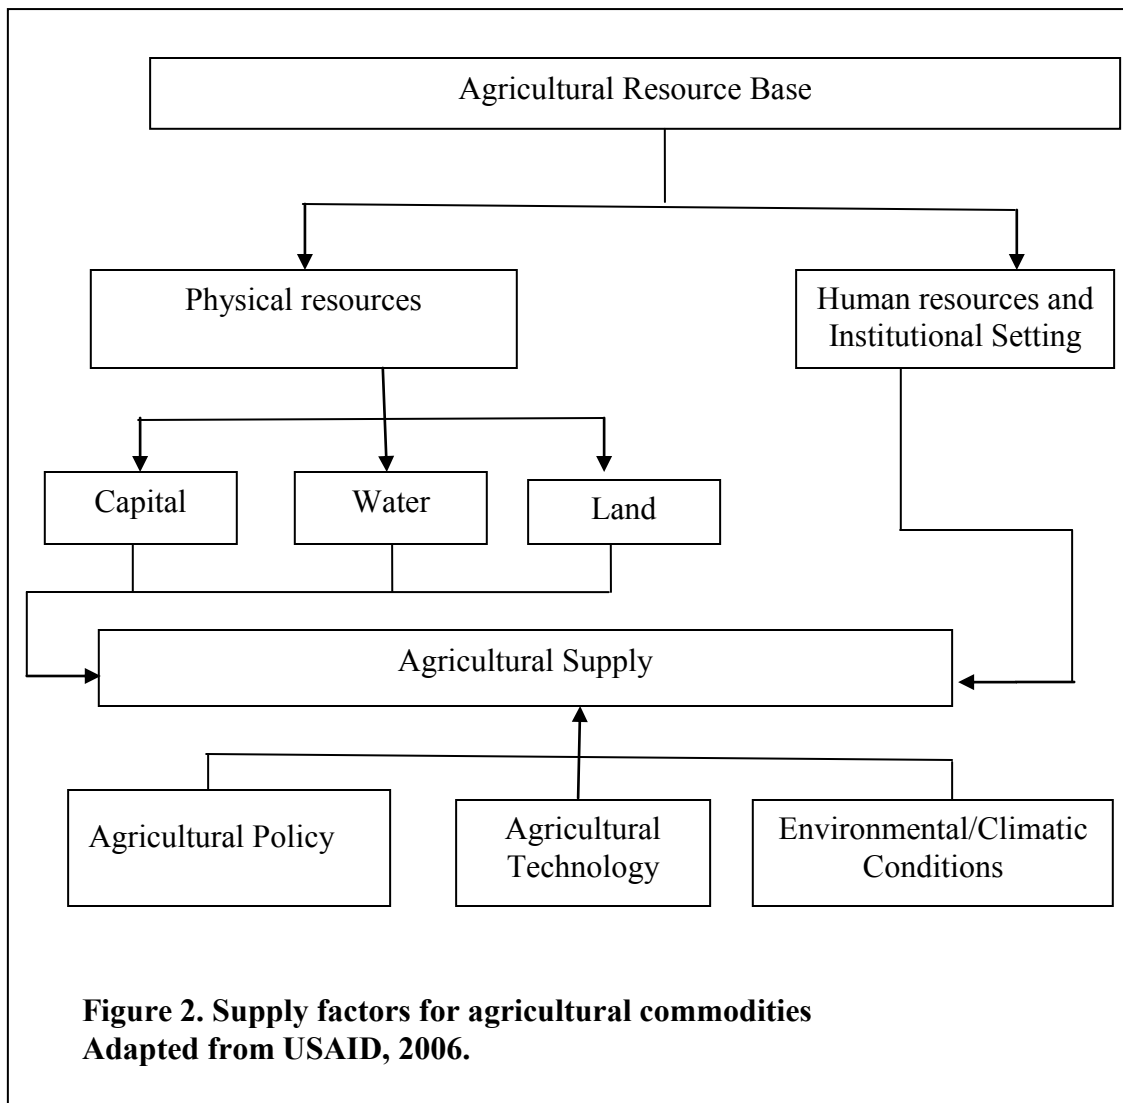 Agricultural Resource Base
Physical resources
Human resources and
Institutional Setting
Capital
Water
Land
Agricultural Supply
Agricultural Policy
Agricultural
Technology
Environmental/Climatic
Conditions
Figure 2. Supply factors for agricultural commodities
Adapted from USAID, 2006.